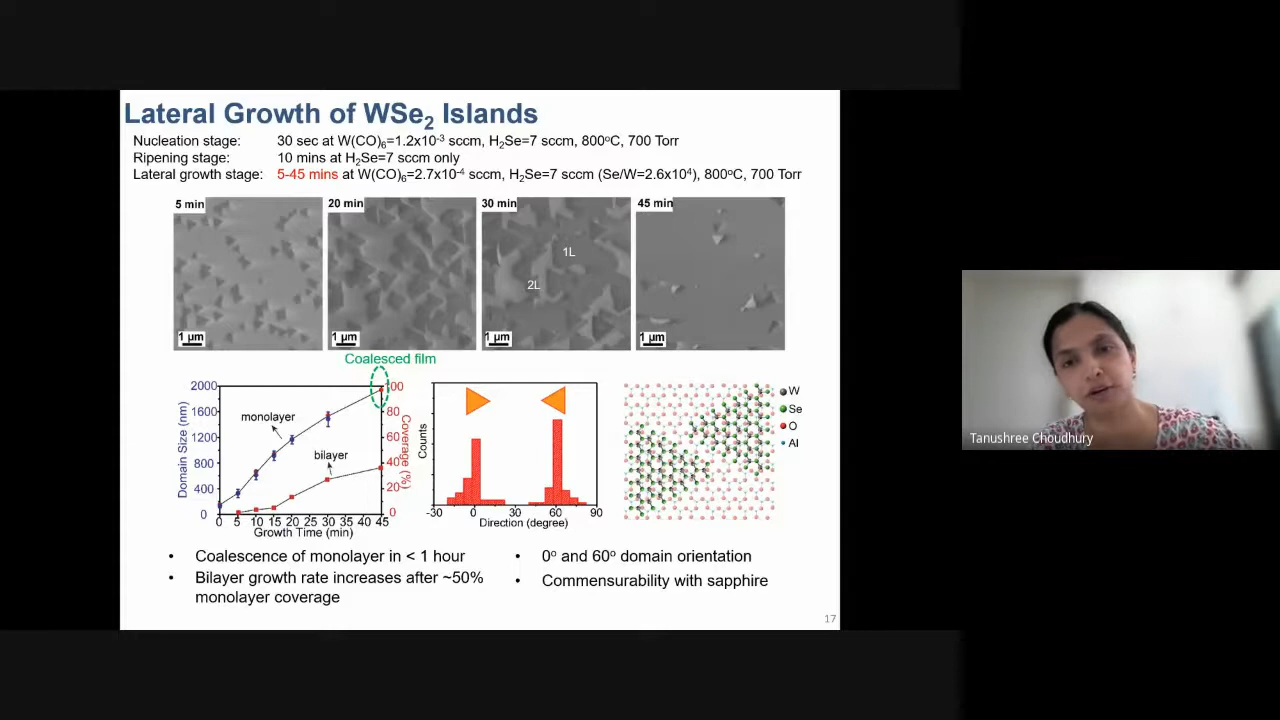 Lateral Growth of WSe₂ Islands
Nucleation stage: 30 sec at W(CO)₆=1.2x10⁻³ sccm, H₂Se=7 sccm, 800ºC, 700 Torr
Ripening stage: 10 mins at H₂Se=7 sccm only
Lateral growth stage: 5-45 mins at W(CO)₆=2.7x10⁻⁴ sccm, H₂Se=7 sccm (Se/W=2.6x10⁴), 800ºC, 700 Torr
5 min
1 µm
20 min
1 µm
30 min
1L
2L
1 µm
45 min
1 µm
Coalesced film
Domain Size (nm)
2000
1600
1200
800
400
0
monolayer
bilayer
100
80
60
40
20
0
Coverage (%)
0 5 10 15 20 25 30 35 40 45
Growth Time (min)
Counts
-30 0 30 60 90
Direction (degree)
W
Se
O
Al
• Coalescence of monolayer in < 1 hour
• Bilayer growth rate increases after ~50%
monolayer coverage
• 0º and 60º domain orientation
• Commensurability with sapphire
17
Tanushree Choudhury